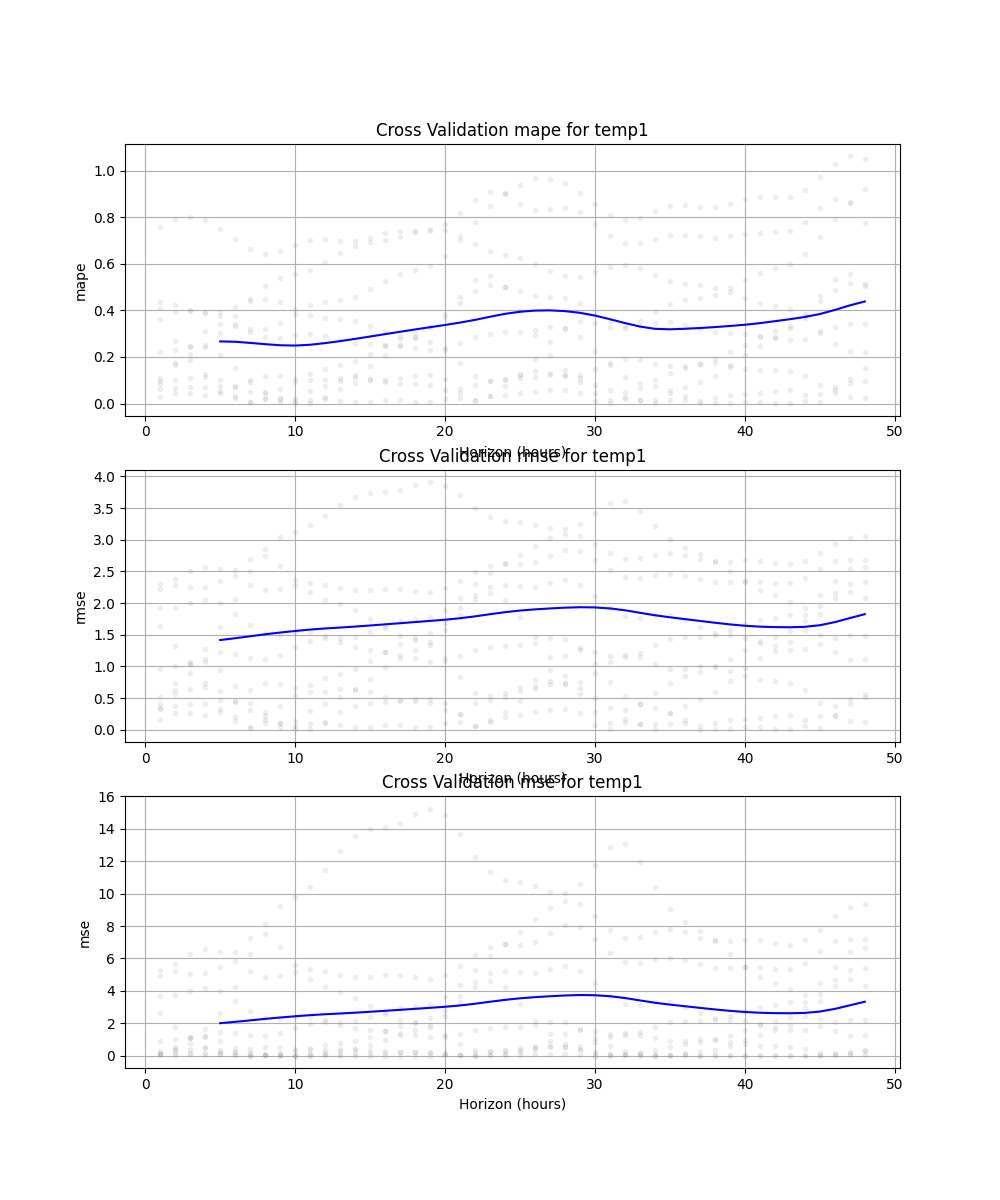 Cross Validation mape for temp1
1.0
0.8
0.6
0.4
0.2
0.0
mape
0 10 20 30 40 50
Horizon (hours)
Cross Validation rmse for temp1
4.0
3.5
3.0
2.5
2.0
1.5
1.0
0.5
0.0
rmse
0 10 20 30 40 50
Horizon (hours)
Cross Validation mse for temp1
16
14
12
10
8
6
4
2
0
mse
0 10 20 30 40 50
Horizon (hours)